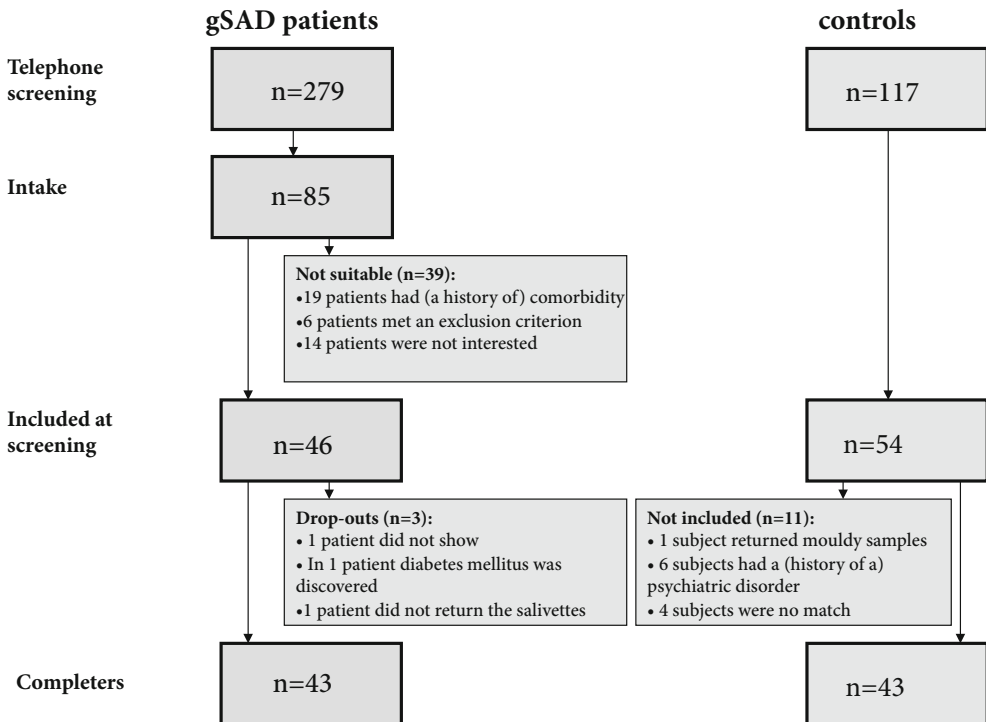 gSAD patients
controls
Telephone
screening
n=279
n=117
Intake
n=85
Not suitable (n=39):
•19 patients had (a history of) comorbidity
•6 patients met an exclusion criterion
•14 patients were not interested
Included at
screening
n=46
n=54
Drop-outs (n=3):
• 1 patient did not show
• In 1 patient diabetes mellitus was
discovered
•1 patient did not return the salivettes
Not included (n=11):
• 1 subject returned mouldy samples
• 6 subjects had a (history of a)
psychiatric disorder
• 4 subjects were no match
Completers
n=43
n=43